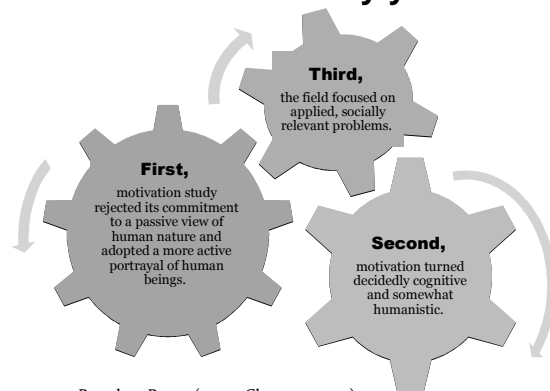 Third,
the field focused on
applied, socially
relevant problems.
First,
motivation study
rejected its commitment
to a passive view of
human nature and
adopted a more active
portrayal of human
beings.
Second,
motivation turned
decidedly cognitive
and somewhat
humanistic.